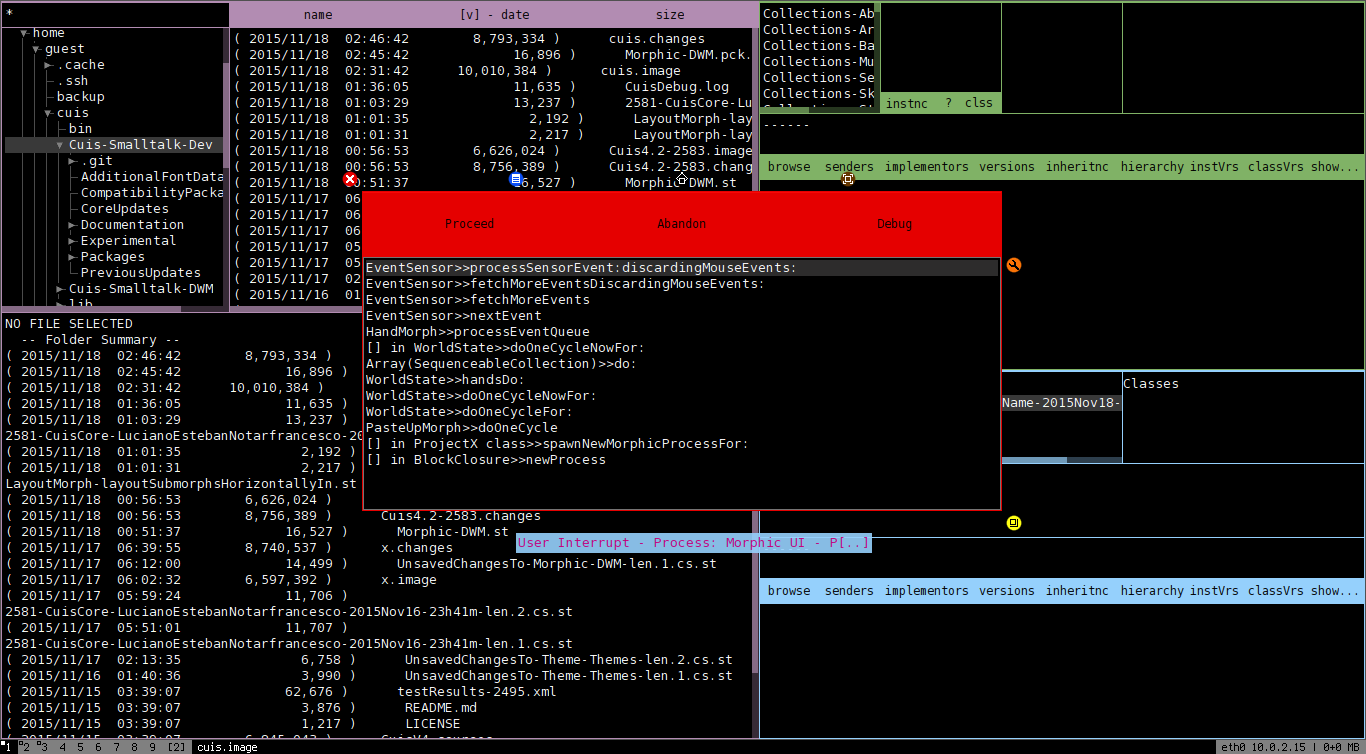 *
home
guest
.cache
.ssh
backup
cuis
bin
Cuis-Smalltalk-Dev
.git
AdditionalFontData
CompatibilityPacka
CoreUpdates
Documentation
Experimental
Packages
PreviousUpdates
Cuis-Smalltalk-DWM
lib
name [v] - date size
( 2015/11/18 02:46:42 8,793,334 ) cuis.changes
( 2015/11/18 02:45:42 16,896 ) Morphic-DWM.pck.
( 2015/11/18 02:31:42 10,010,384 ) cuis.image
( 2015/11/18 01:36:05 11,635 ) CuisDebug.log
( 2015/11/18 01:03:29 13,237 ) 2581-CuisCore-Lu
( 2015/11/18 01:01:35 2,192 ) LayoutMorph-lay
( 2015/11/18 01:01:31 2,217 ) LayoutMorph-lay
( 2015/11/18 00:56:53 6,626,024 ) Cuis4.2-2583.image
( 2015/11/18 00:56:53 8,756,389 ) Cuis4.2-2583.chang
( 2015/11/18 00:51:37 16,527 ) Morphic-DWM.st
( 2015/11/17 06
( 2015/11/17 06
( 2015/11/17 06
( 2015/11/17 05
( 2015/11/17 05
( 2015/11/17 02
( 2015/11/16 01
Collections-Ab
Collections-Ar
Collections-Ba
Collections-Mu
Collections-Se
Collections-Sk
instnc ? clss
------
browse senders implementors versions inheritnc hierarchy instVrs classVrs show...
Proceed Abandon Debug
EventSensor>>processSensorEvent:discardingMouseEvents:
EventSensor>>fetchMoreEventsDiscardingMouseEvents:
EventSensor>>fetchMoreEvents
EventSensor>>nextEvent
HandMorph>>processEventQueue
[] in WorldState>>doOneCycleNowFor:
Array(SequenceableCollection)>>do:
WorldState>>handsDo:
WorldState>>doOneCycleNowFor:
WorldState>>doOneCycleFor:
PasteUpMorph>>doOneCycle
[] in ProjectX class>>spawnNewMorphicProcessFor:
[] in BlockClosure>>newProcess
User Interrupt - Process: Morphic UI - P[..]
NO FILE SELECTED
-- Folder Summary --
( 2015/11/18 02:46:42 8,793,334 )
( 2015/11/18 02:45:42 16,896 )
( 2015/11/18 02:31:42 10,010,384 )
( 2015/11/18 01:36:05 11,635 )
( 2015/11/18 01:03:29 13,237 )
2581-CuisCore-LucianoEstebanNotarfrancesco-20
( 2015/11/18 01:01:35 2,192 )
( 2015/11/18 01:01:31 2,217 )
LayoutMorph-layoutSubmorphsHorizontallyIn.st
( 2015/11/18 00:56:53 6,626,024 )
( 2015/11/18 00:56:53 8,756,389 ) Cuis4.2-2583.changes
( 2015/11/18 00:51:37 16,527 ) Morphic-DWM.st
( 2015/11/17 06:39:55 8,740,537 ) x.changes
( 2015/11/17 06:12:00 14,499 ) UnsavedChangesTo-Morphic-DWM-len.1.cs.st
( 2015/11/17 06:02:32 6,597,392 ) x.image
( 2015/11/17 05:59:24 11,706 )
2581-CuisCore-LucianoEstebanNotarfrancesco-2015Nov16-23h41m-len.2.cs.st
( 2015/11/17 05:51:01 11,707 )
2581-CuisCore-LucianoEstebanNotarfrancesco-2015Nov16-23h41m-len.1.cs.st
( 2015/11/17 02:13:35 6,758 ) UnsavedChangesTo-Theme-Themes-len.2.cs.st
( 2015/11/16 01:40:36 3,990 ) UnsavedChangesTo-Theme-Themes-len.1.cs.st
( 2015/11/15 03:39:07 62,676 ) testResults-2495.xml
( 2015/11/15 03:39:07 3,876 ) README.md
( 2015/11/15 03:39:07 1,217 ) LICENSE
Name-2015Nov18-
Classes
browse senders implementors versions inheritnc hierarchy instVrs classVrs show...
1 2 3 4 5 6 7 8 9 [2] cuis.image
eth0 10.0.2.15 | 0+0 MB